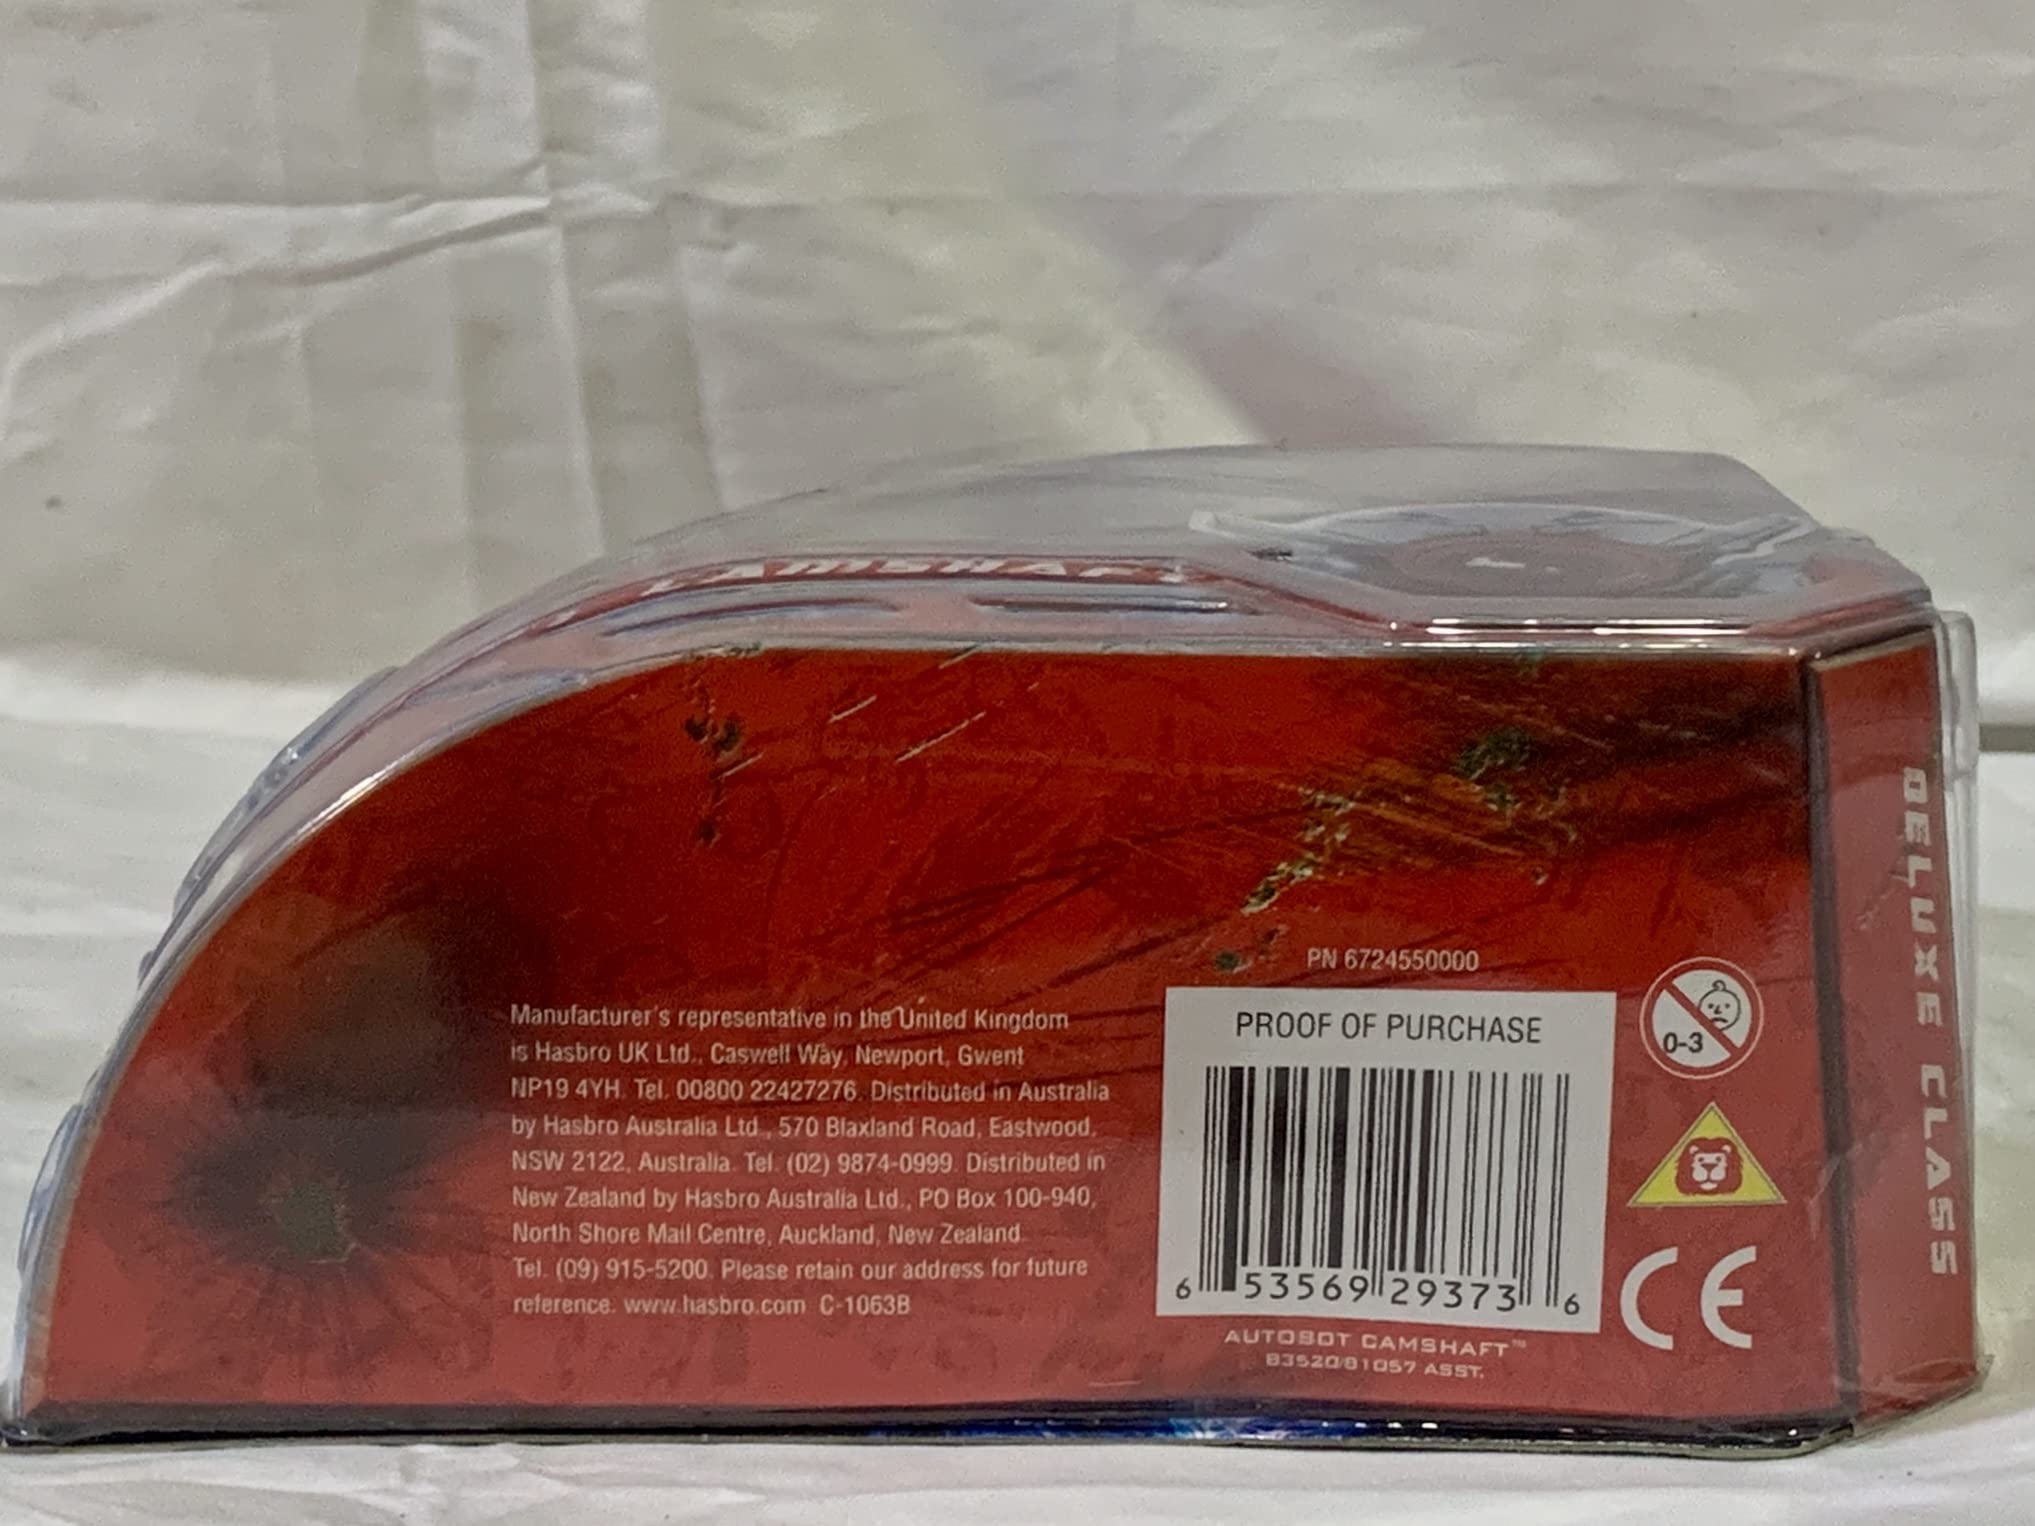 CAMSHAFT
DELUXE CLASS
Manufacturer's representative in the United Kingdom
is Hasbro UK Ltd., Caswell Way, Newport, Gwent
NP19 4YH. Tel. 00800 22427276. Distributed in Australia
by Hasbro Australia Ltd., 570 Blaxland Road, Eastwood,
NSW 2122, Australia. Tel. (02) 9874-0999. Distributed in
New Zealand by Hasbro Australia Ltd., PO Box 100-940,
North Shore Mail Centre, Auckland, New Zealand.
Tel. (09) 915-5200. Please retain our address for future
reference. www.hasbro.com C-1063B
PN 6724550000
PROOF OF PURCHASE
6 53569 29373 6
AUTOBOT CAMSHAFT™
83520/81057 ASST.
0-3
CE